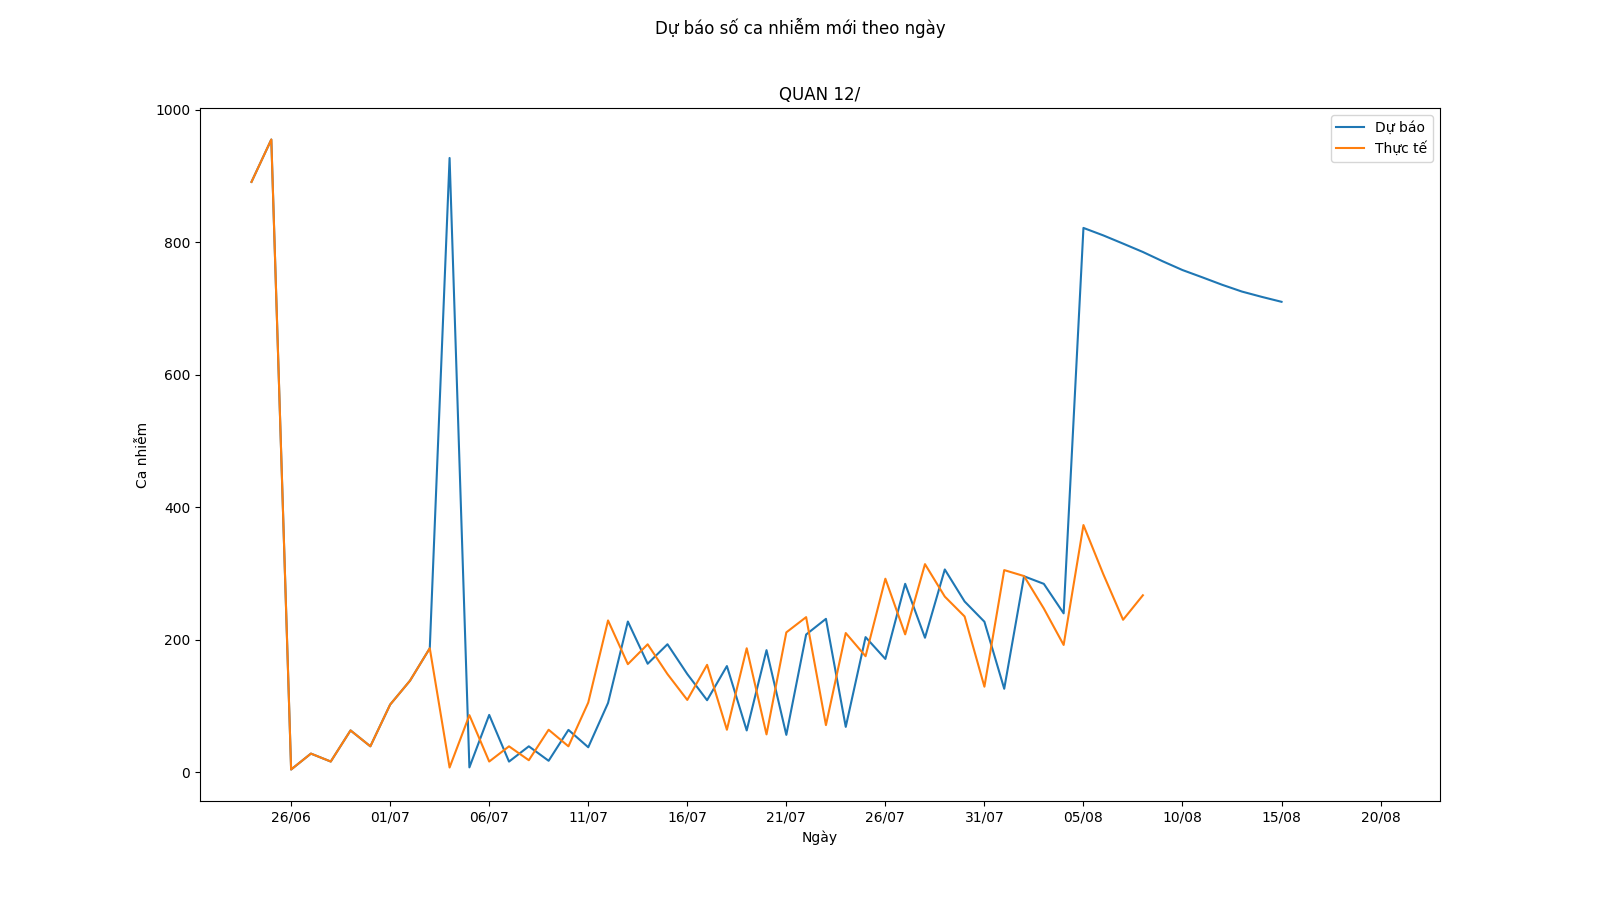 Dự báo số ca nhiễm mới theo ngày
QUAN 12/
1000
800
600
400
200
0
Ca nhiễm
Dự báo
Thực tế
26/06 01/07 06/07 11/07 16/07 21/07 26/07 31/07 05/08 10/08 15/08 20/08
Ngày